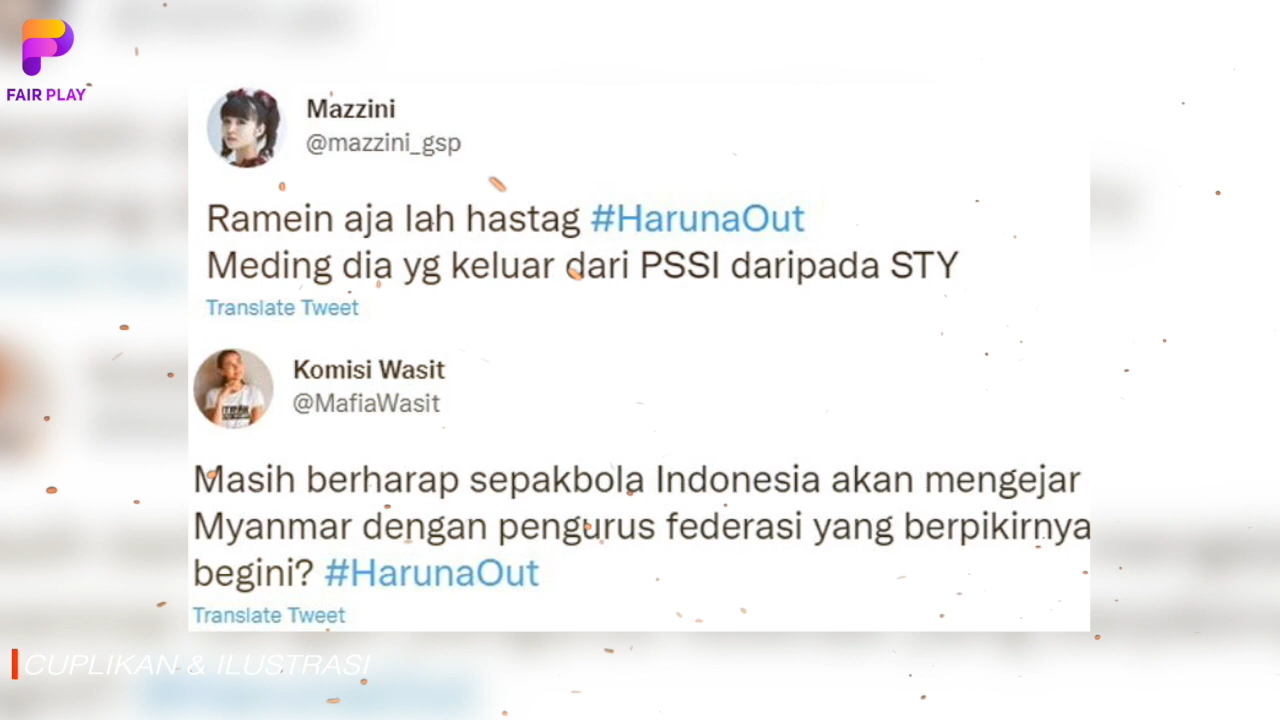 FAIR PLAY
Mazzini
@mazzini_gsp
Ramein aja lah hastag #HarunaOut
Meding dia yg keluar dari PSSI daripada STY
Translate Tweet
Komisi Wasit
@MafiaWasit
Masih berharap sepakbola Indonesia akan mengejar
Myanmar dengan pengurus federasi yang berpikirnya
begini? #HarunaOut
Translate Tweet
CUPLIKAN & ILUSTRASI